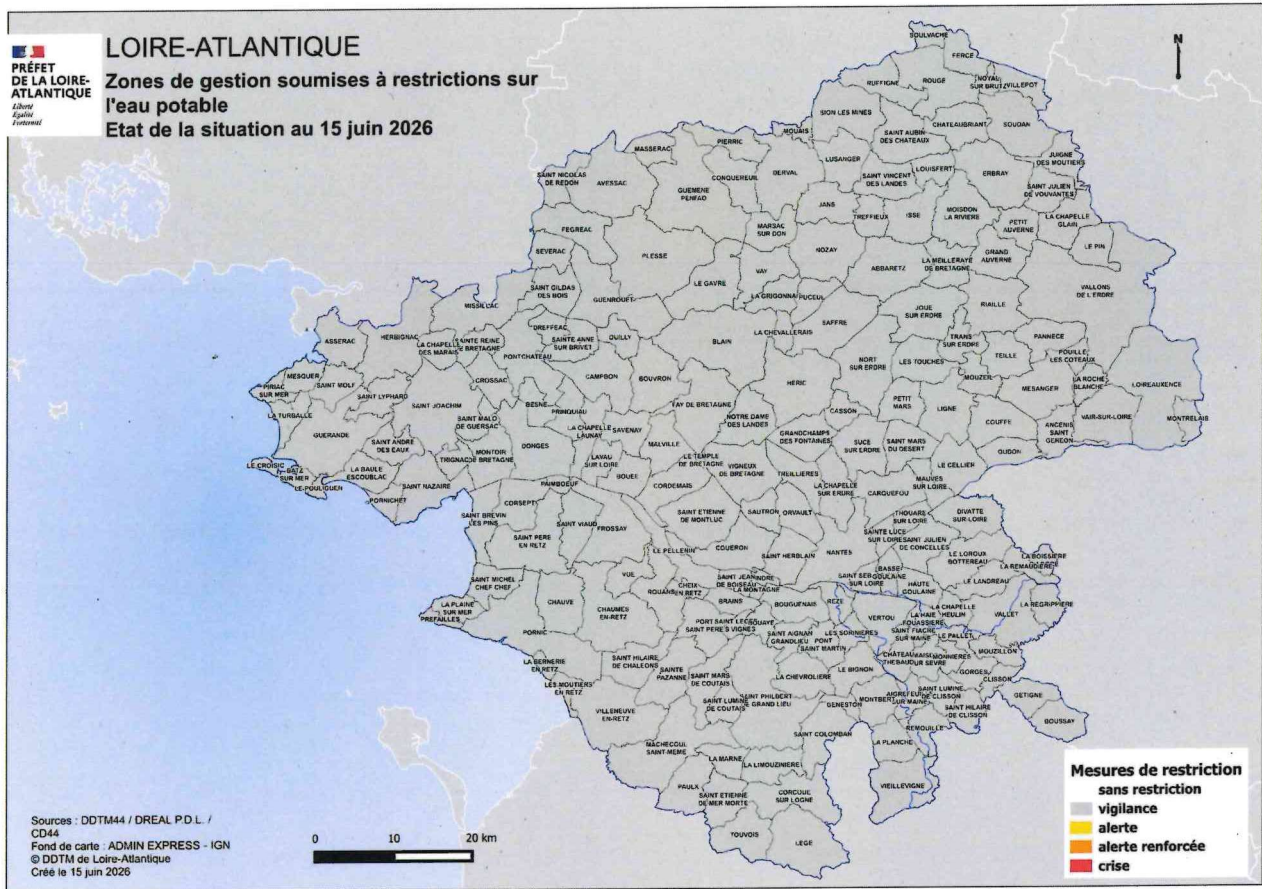 PRÉFET
DE LA LOIRE-
ATLANTIQUE
Liberté
Égalité
Fraternité
LOIRE-ATLANTIQUE
Zones de gestion soumises à restrictions sur
l'eau potable
Etat de la situation au 15 juin 2026
N
SOULVACHE
FERCE
RUFFIGNE
ROUGE
NOYAL
SUR BRUTZ
VILLEPOT
SION LES MINES
CHATEAUBRIANT
SOUDAN
MOUAIS
SAINT AUBIN
DES CHATEAUX
PIERRIC
MASSERAC
LUSANGER
JUIGNE
DES MOUTIERS
SAINT NICOLAS
DE REDON
AVESSAC
CONQUEREUIL
DERVAL
SAINT VINCENT
DES LANDES
LOUISFERT
ERBRAY
GUEMENE
PENFAO
SAINT JULIEN
DE VOUVANTES
JANS
TREFFIEUX
ISSE
MOISDON
LA RIVIERE
PETIT
AUVERNE
LA CHAPELLE
GLAIN
FEGREAC
MARSAC
SUR DON
LE PIN
SEVERAC
PLESSE
NOZAY
GRAND
AUVERNE
VAY
ABBARETZ
LA MEILLERAYE
DE BRETAGNE
SAINT GILDAS
DES BOIS
GUENROUET
LE GAVRE
LA GRIGONNA
PUCEUL
VALLONS
DE L'ERDRE
MISSILLAC
RIAILLE
JOUE
SUR ERDRE
SAFFRE
DREFFEAC
LA CHEVALLERAIS
ASSERAC
HERBIGNAC
LA CHAPELLE
DES MARAIS
SAINTE REINE
DE BRETAGNE
SAINTE ANNE
SUR BRIVET
QUILLY
BLAIN
TRANS
SUR ERDRE
PANNECE
PONTCHATEAU
NORT
SUR ERDRE
LES TOUCHES
TEILLE
POUILLE
LES COTEAUX
MESQUER
PIRIAC
SUR MER
SAINT MOLF
CROSSAC
CAMPBON
BOUVRON
HERIC
MOUZEIL
MESANGER
LA ROCHE
BLANCHE
LOIREAUXENCE
SAINT LYPHARD
SAINT JOACHIM
BESNE
PRINQUIAU
FAY DE BRETAGNE
PETIT
MARS
LIGNE
LA TURBALLE
SAINT MALO
DE GUERSAC
NOTRE DAME
DES LANDES
CASSON
COUFFE
VAIR-SUR-LOIRE
MONTRELAIS
GUERANDE
LA CHAPELLE
LAUNAY
SAVENAY
GRANDCHAMPS
DES FONTAINES
ANCENIS
SAINT
GEREON
SAINT ANDRE
DES EAUX
MONTOIR
DE BRETAGNE
DONGES
MALVILLE
SUCE
SUR ERDRE
SAINT MARS
DU DESERT
OUDON
TRIGNAC
LAVAU
SUR LOIRE
LE TEMPLE
DE BRETAGNE
VIGNEUX
DE BRETAGNE
TREILLIERES
LE CELLIER
LE CROISIC
BATZ
SUR MER
LE POULIGUEN
LA BAULE
ESCOUBLAC
SAINT NAZAIRE
BOUEE
CORDEMAIS
LA CHAPELLE
SUR ERDRE
CARQUEFOU
MAUVES
SUR LOIRE
PORNICHET
PAIMBOEUF
CORSEPT
SAINT BREVIN
LES PINS
SAINT VIAUD
FROSSAY
SAINT ETIENNE
DE MONTLUC
SAUTRON
ORVAULT
THOUARE
SUR LOIRE
DIVATTE
SUR-LOIRE
SAINT PERE
EN RETZ
SAINTE LUCE
SUR LOIRE
SAINT JULIEN
DE CONCELLES
LE PELLERIN
COUERON
SAINT HERBLAIN
NANTES
LE LOROUX
BOTTEREAU
LA BOISSIERE
LA REMAUDIERE
SAINT MICHEL
CHEF CHEF
VUE
ROUANS
CHEIX
EN RETZ
SAINT JEAN
DE BOISEAU
INDRE
LA MONTAGNE
SAINT SEB
SUR LOIRE
BASSE
GOULAINE
HAUTE
GOULAINE
LE LANDREAU
LA PLAINE
SUR MER
PREFAILLES
CHAUVE
CHAUMES
EN-RETZ
BRAINS
BOUGUENAIS
REZE
VERTOU
LA CHAPELLE
HEULIN
VALLET
LA REGRIPPIERE
PORT SAINT PERE
SAINT LEGER
LES VIGNES
BOUAYE
LA HAIE
FOUASSIERE
PORNIC
SAINT AIGNAN
GRANDLIEU
PONT
SAINT MARTIN
LES SORINIERES
SAINT FIACRE
SUR MAINE
LE PALLET
MOUZILLON
LA BERNERIE
EN RETZ
SAINT HILAIRE
DE CHALEONS
SAINTE
PAZANNE
SAINT MARS
DE COUTAIS
LA CHEVROLIERE
LE BIGNON
CHATEAU
THEBAUD
MAISDON
SUR SEVRE
MONNIERES
GORGES
CLISSON
LES MOUTIERS
EN RETZ
SAINT LUMINE
DE COUTAIS
SAINT PHILBERT
DE GRAND LIEU
GENESTON
MONTBERT
AIGREFEUILLE
SUR MAINE
SAINT LUMINE
DE CLISSON
GETIGNE
VILLENEUVE
EN-RETZ
SAINT HILAIRE
DE CLISSON
BOUSSAY
REMOUILLE
SAINT COLOMBAN
MACHECOUL
SAINT-MEME
LA MARNE
LA LIMOUZINIERE
LA PLANCHE
VIEILLEVIGNE
PAULX
SAINT ETIENNE
DE MER MORTE
CORCOUE
SUR LOGNE
TOUVOIS
LEGE
Mesures de restriction
sans restriction
vigilance
alerte
alerte renforcée
crise
Sources : DDTM44 / DREAL P.D.L. /
CD44
Fond de carte : ADMIN EXPRESS - IGN
© DDTM de Loire-Atlantique
Créé le 15 juin 2026
0 10 20 km